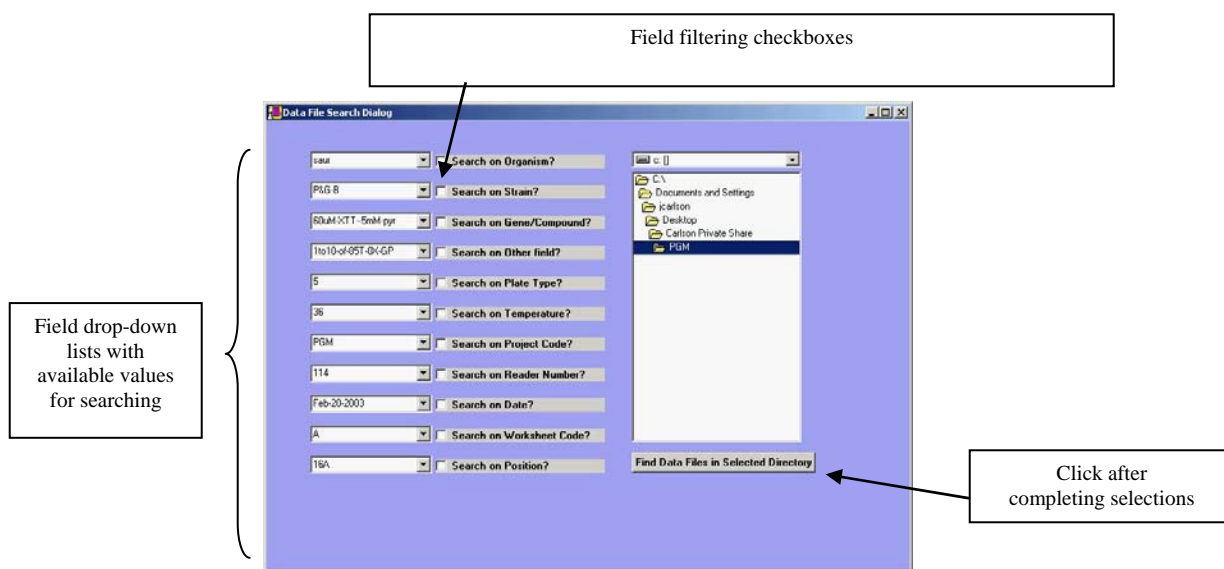 Field filtering checkboxes
Data File Search Dialog
saur
Search on Organism?
c: []
P&G-B
Search on Strain?
C:\
Documents and Settings
jcarlson
Desktop
Carlson Private Share
PGM
60uM-XTT--5mM-pyr
Search on Gene/Compound?
1to10-of-05T-0X-GP
Search on Other field?
5
Search on Plate Type?
36
Search on Temperature?
PGM
Search on Project Code?
114
Search on Reader Number?
Feb-20-2003
Search on Date?
A
Search on Worksheet Code?
16A
Search on Position?
Find Data Files in Selected Directory
Field drop-down
lists with
available values
for searching
Click after
completing selections